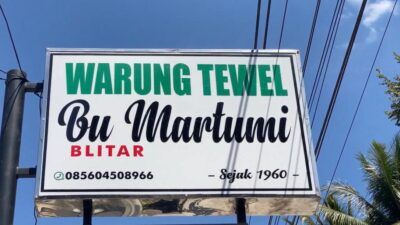 WARUNG TEWEL
Bu Martumi
BLITAR
085604508966 - Sejak 1960 -